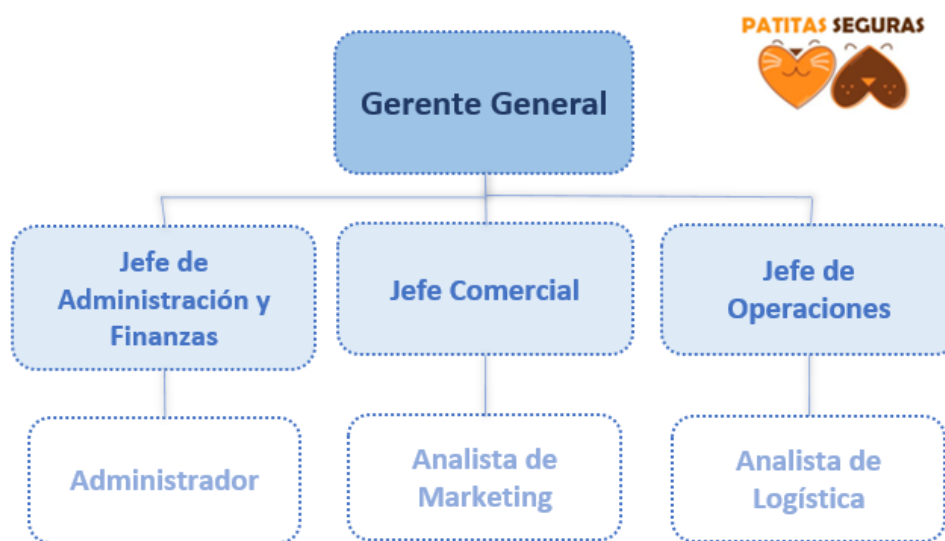 PATITAS SEGURAS
Gerente General
Jefe de
Administración y
Finanzas
Jefe Comercial
Jefe de
Operaciones
Administrador
Analista de
Marketing
Analista de
Logística